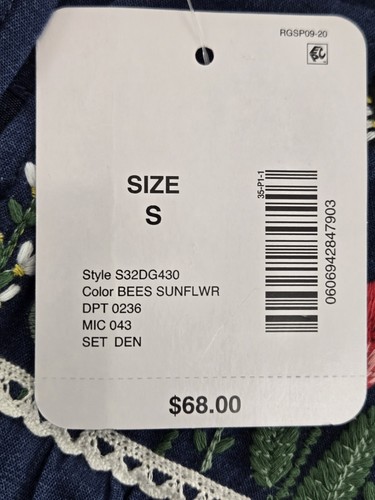 RGSP09-20
SIZE
S
35-P1-1
0606942847903
Style S32DG430
Color BEES SUNFLWR
DPT 0236
MIC 043
SET DEN
$68.00